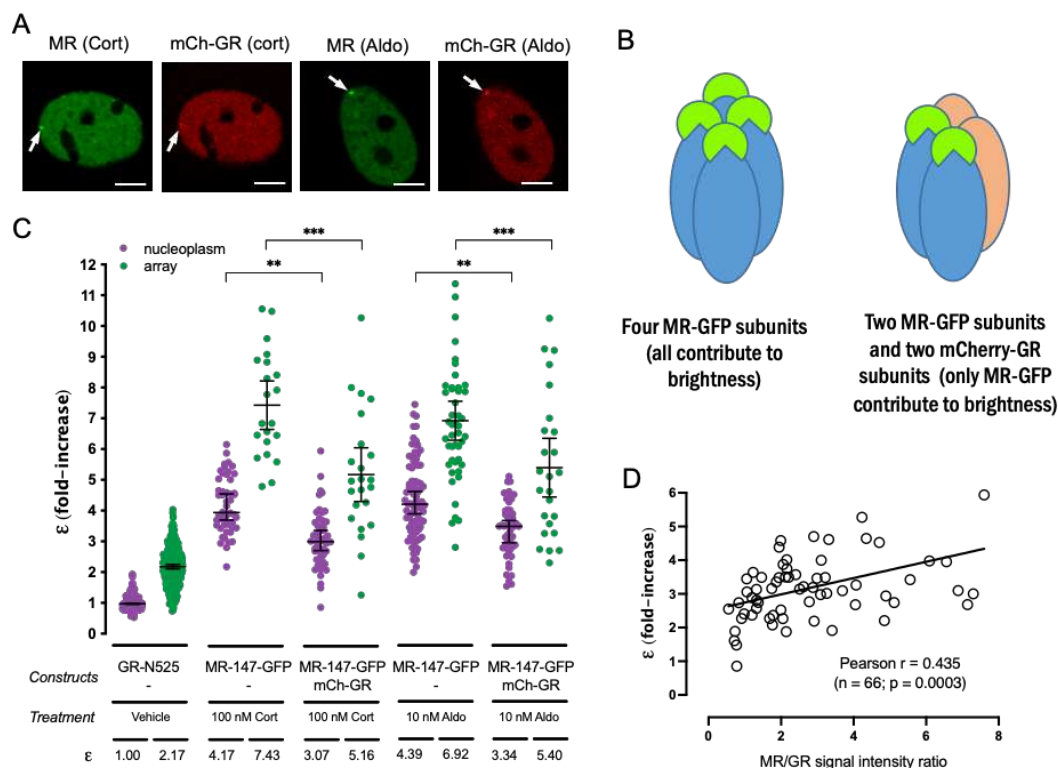 A
MR (Cort)
mCh-GR (cort)
MR (Aldo)
mCh-GR (Aldo)
B
Four MR-GFP subunits
(all contribute to
brightness)
Two MR-GFP subunits
and two mCherry-GR
subunits (only MR-GFP
contribute to brightness)
C
nucleoplasm
array
***
**
***
**
ε (fold-increase)
12
11
10
9
8
7
6
5
4
3
2
1
0
Constructs
GR-N525
-
MR-147-GFP
-
MR-147-GFP
mCh-GR
MR-147-GFP
-
MR-147-GFP
mCh-GR
Treatment
Vehicle
100 nM Cort
100 nM Cort
10 nM Aldo
10 nM Aldo
ε
1.00 2.17 4.17 7.43 3.07 5.16 4.39 6.92 3.34 5.40
D
ε (fold-increase)
6
5
4
3
2
1
0
Pearson r = 0.435
(n = 66; p = 0.0003)
0 2 4 6 8
MR/GR signal intensity ratio